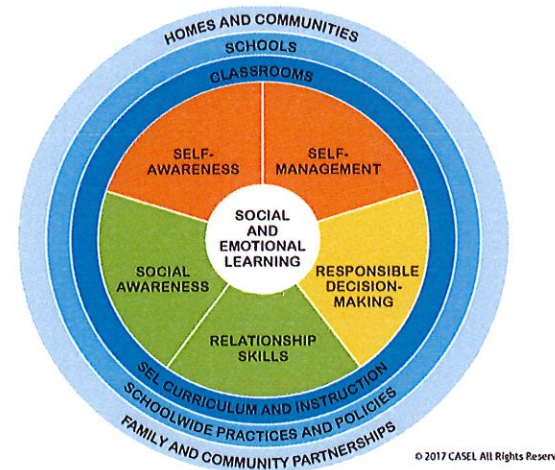 HOMES AND COMMUNITIES
SCHOOLS
CLASSROOMS
SELF-
AWARENESS
SELF-
MANAGEMENT
SOCIAL
AND
EMOTIONAL
LEARNING
SOCIAL
AWARENESS
RESPONSIBLE
DECISION-
MAKING
RELATIONSHIP
SKILLS
SEL CURRICULUM AND INSTRUCTION
SCHOOLWIDE PRACTICES AND POLICIES
FAMILY AND COMMUNITY PARTNERSHIPS
© 2017 CASEL All Rights Reserv